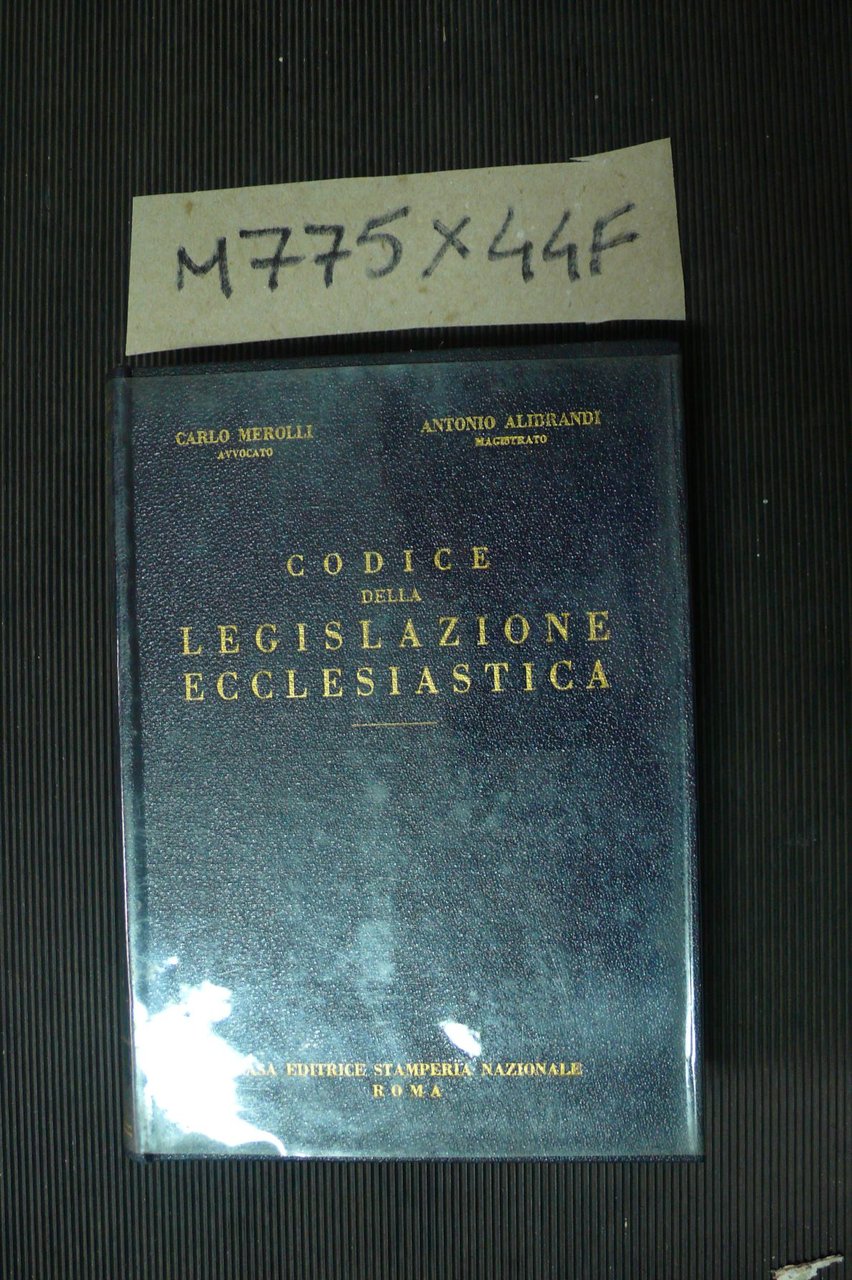 M775X44F
CARLO MEROLLI
AVVOCATO
ANTONIO ALIBRANDI
MAGISTRATO
CODICE
DELLA
LEGISLAZIONE
ECCLESIASTICA
CASA EDITRICE STAMPERIA NAZIONALE
ROMA